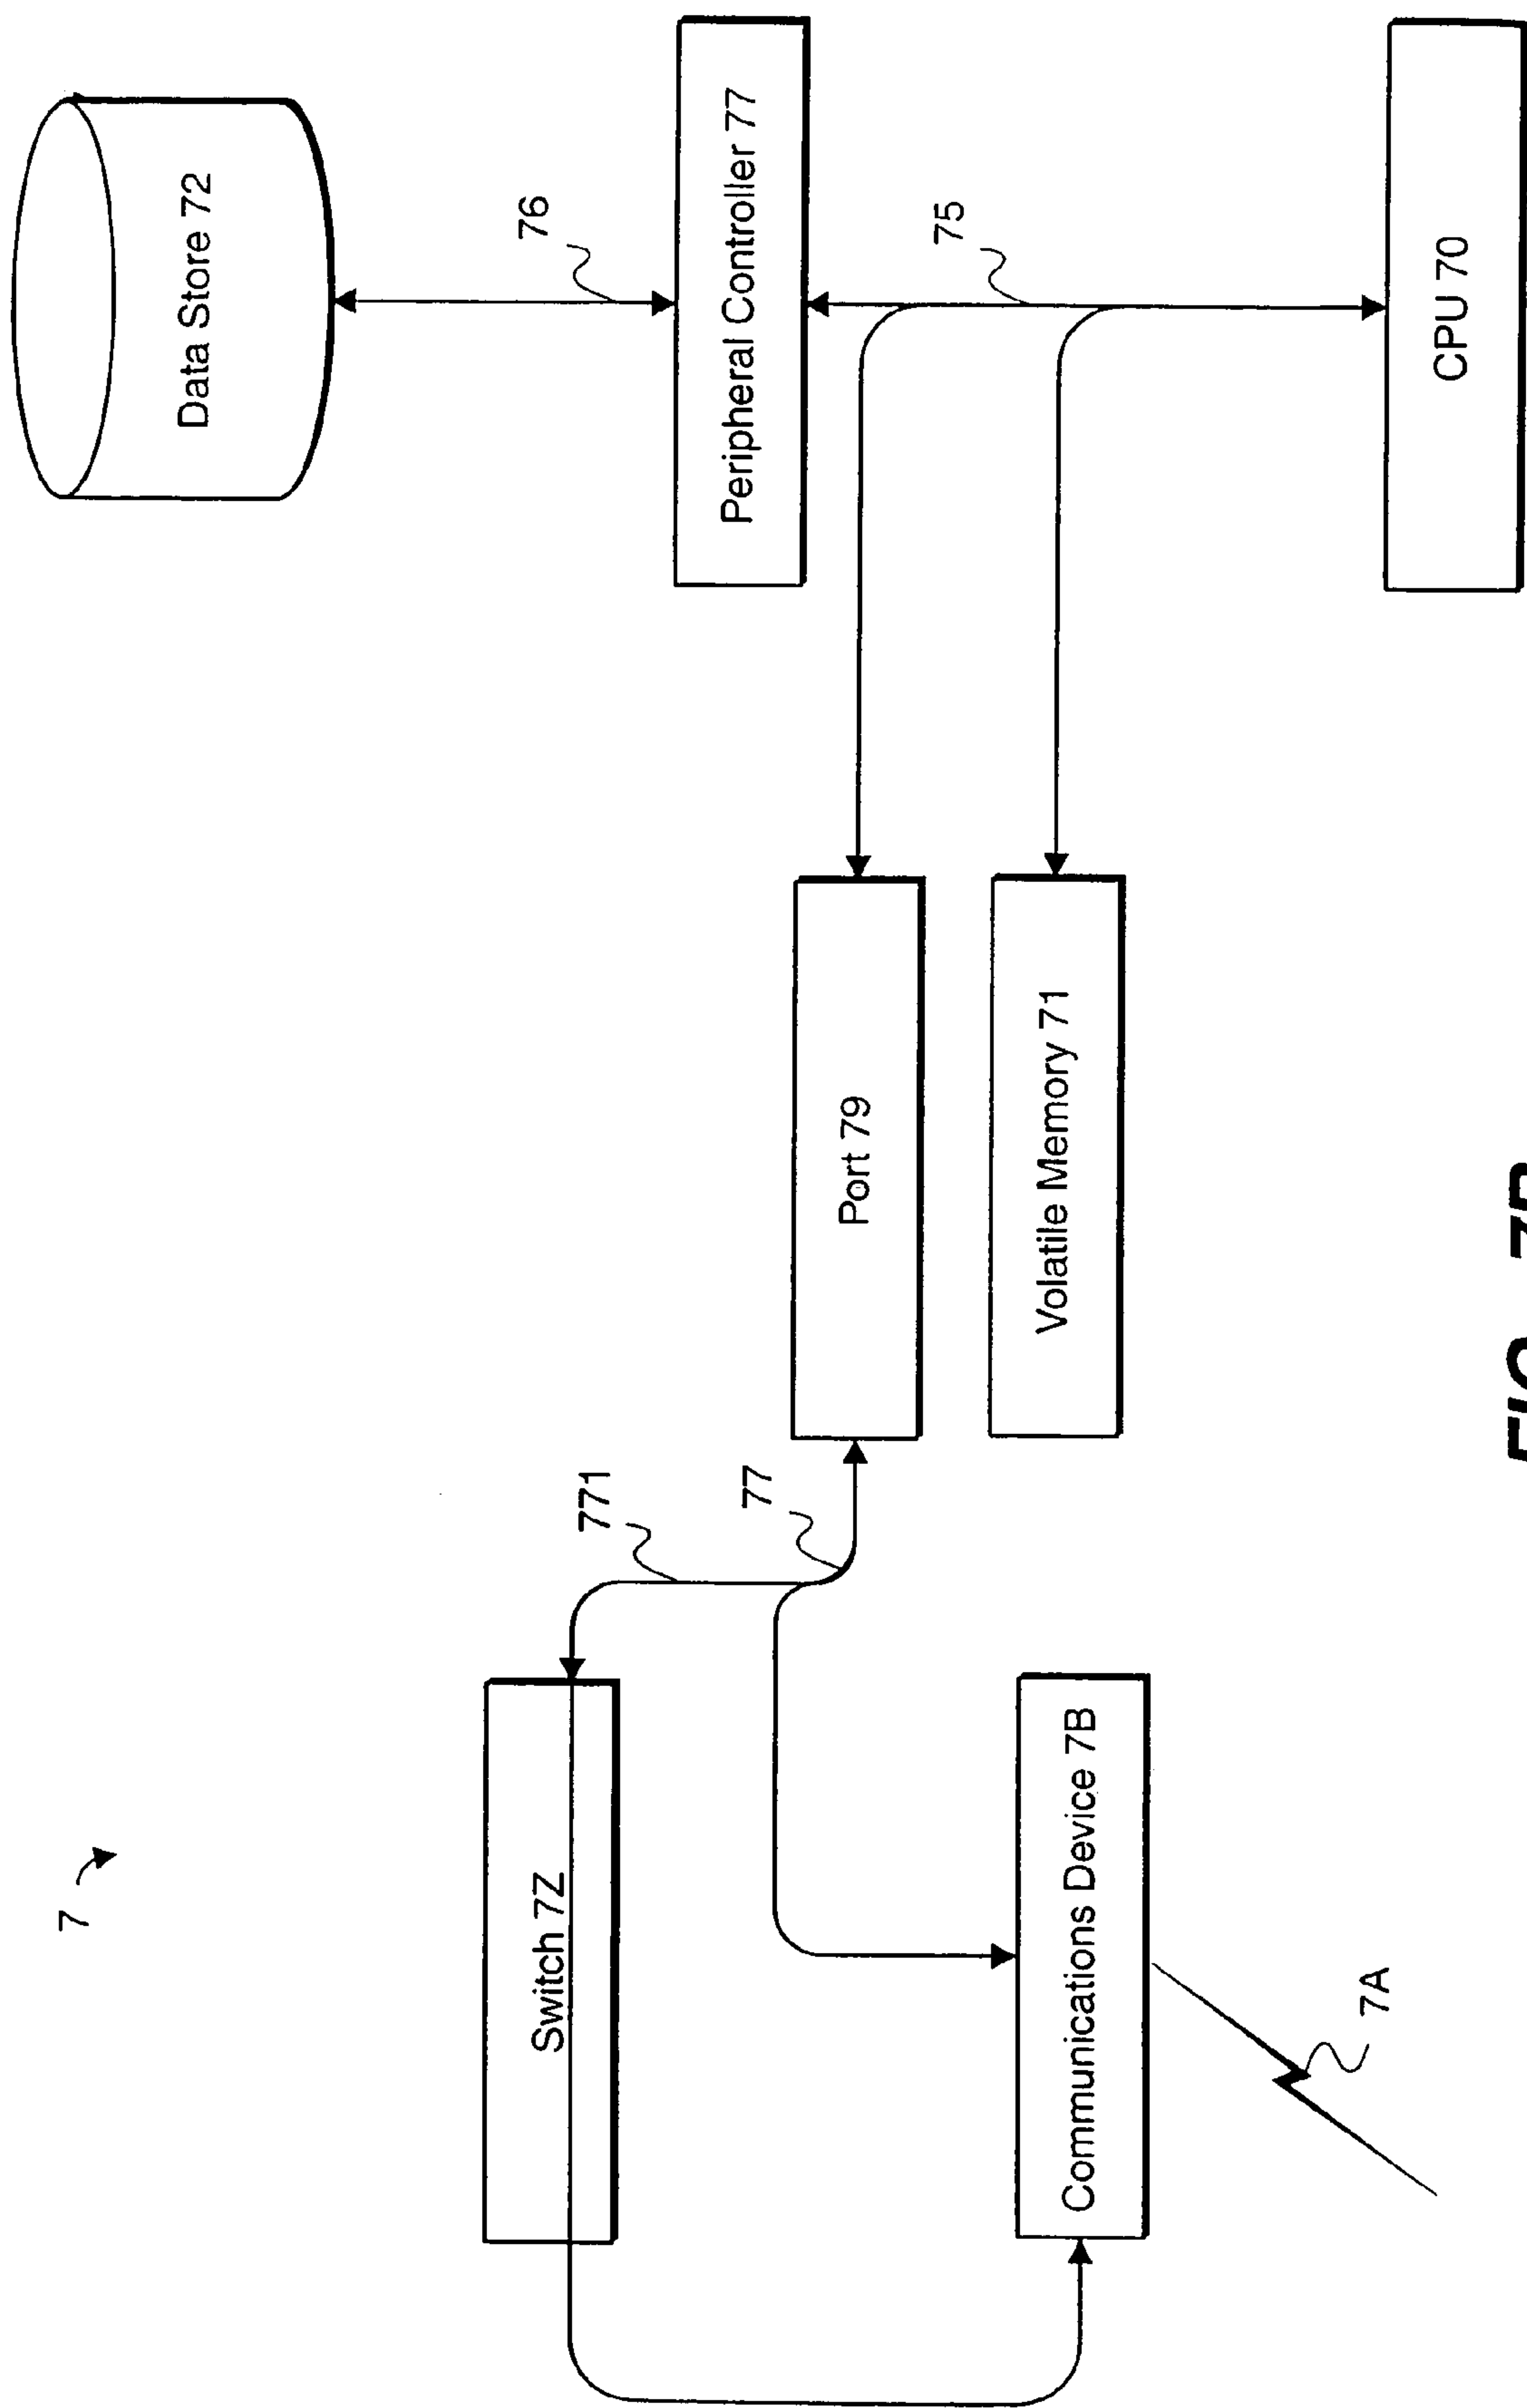 7
Data Store 72
76
Switch 7Z
771
Peripheral Controller 77
77
Port 79
75
Volatile Memory 71
Communications Device 7B
7A
CPU 70